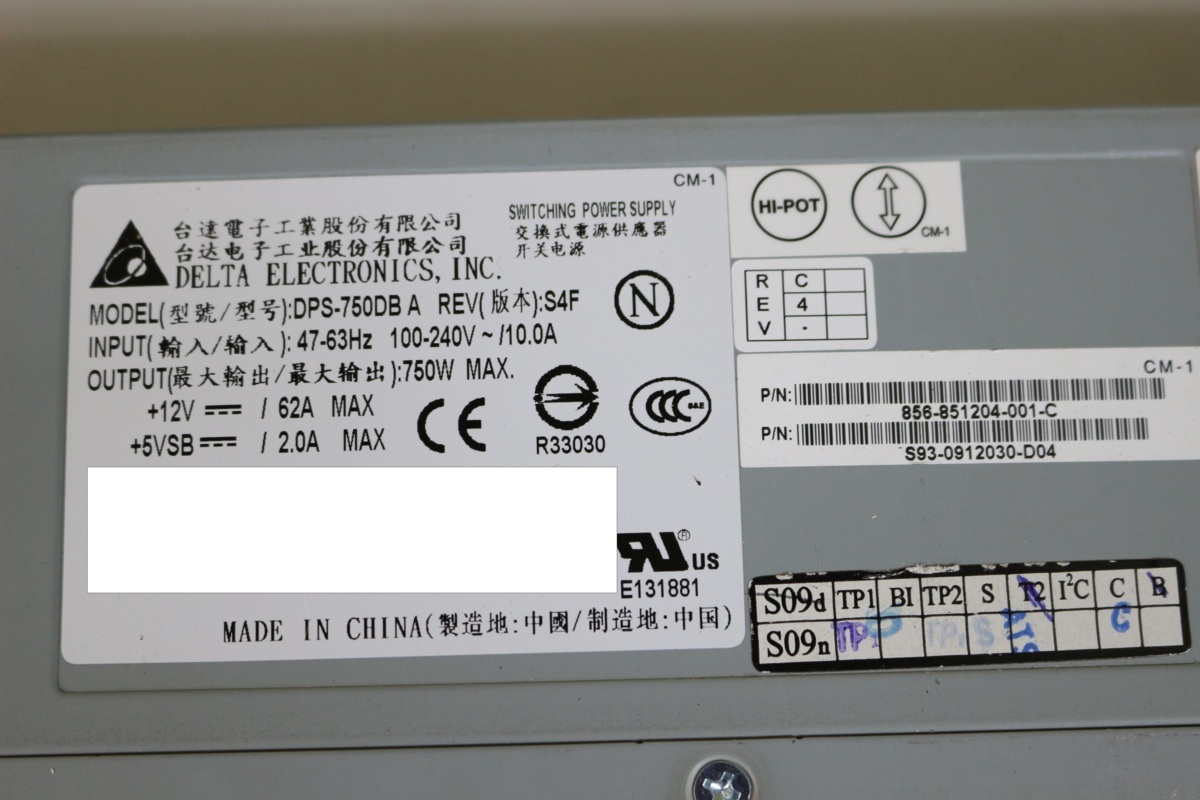 CM-1
台達電子工業股份有限公司
台达电子工业股份有限公司
DELTA ELECTRONICS, INC.
SWITCHING POWER SUPPLY
交換式電源供應器
开关电源
MODEL(型號/型号):DPS-750DB A REV(版本):S4F
INPUT(輸入/输入): 47-63Hz 100-240V ~ /10.0A
OUTPUT(最大輸出/最大输出):750W MAX.
+12V / 62A MAX
+5VSB / 2.0A MAX
N
CE
R33030
CCC S&E
RU ® US
E131881
MADE IN CHINA(製造地:中國/制造地:中国)
HI-POT
CM-1
R C
E 4
V -
CM-1
P/N:
856-851204-001-C
P/N:
S93-0912030-D04
S09d TP1 BI TP2 S T2 I²C C B
S09n TP S C